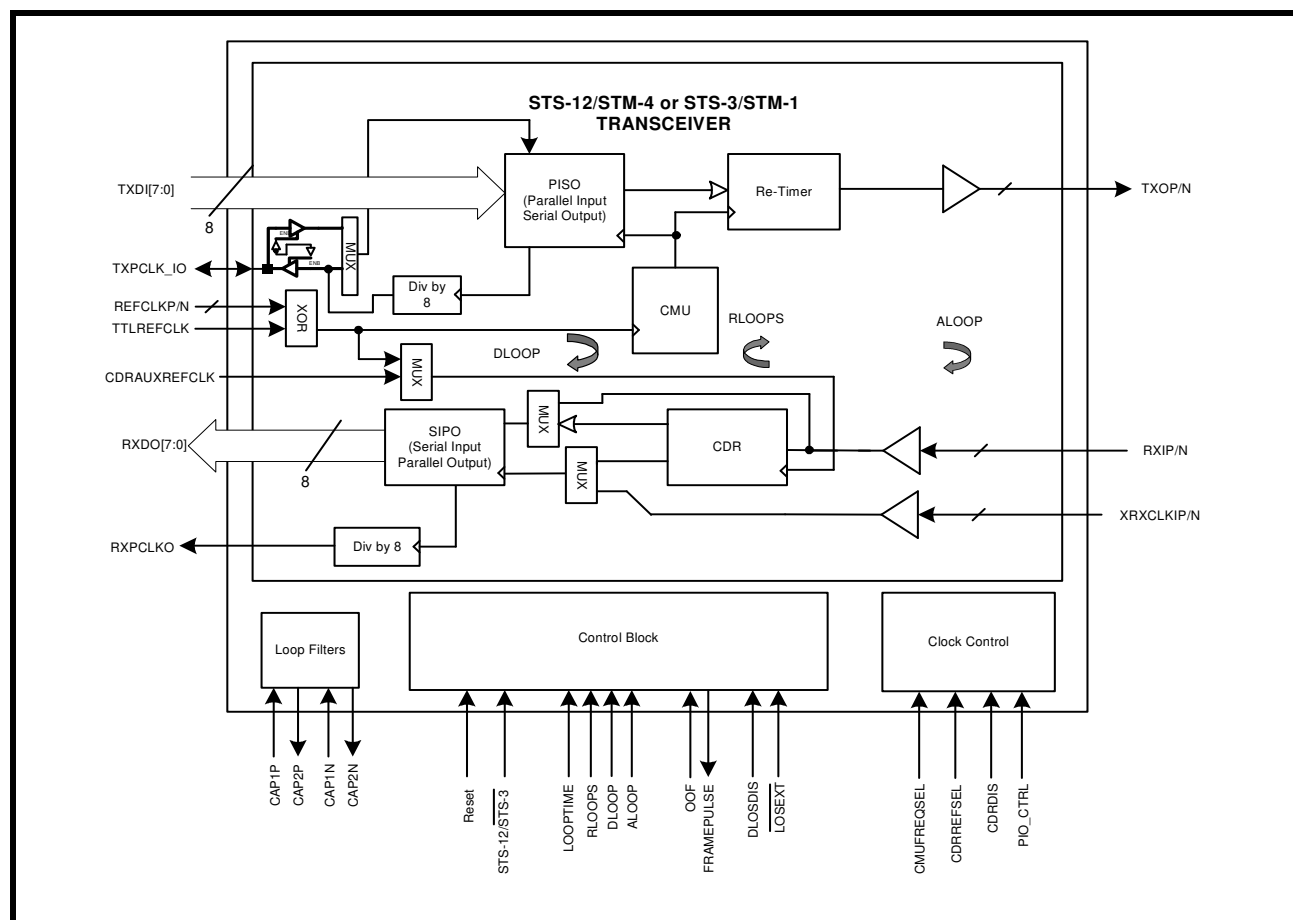 STS-12/STM-4 or STS-3/STM-1
TRANSCEIVER
TXDI[7:0]
8
PISO
(Parallel Input
Serial Output)
Re-Timer
TXOP/N
ENB
MUX
ENB
TXPCLK_IO
Div by
8
CMU
REFCLKP/N
TTLREFCLK
XOR
DLOOP
RLOOPS
ALOOP
CDRAUXREFCLK
MUX
RXDO[7:0]
8
SIPO
(Serial Input
Parallel Output)
MUX
MUX
CDR
RXIP/N
XRXCLKIP/N
RXPCLKO
Div by 8
Loop Filters
Control Block
Clock Control
CAP1P
CAP2P
CAP1N
CAP2N
Reset
STS-12/STS-3
LOOPTIME
RLOOPS
DLOOP
ALOOP
OOF
FRAMEPULSE
DLOSDIS
LOSEXT
CMUFREQSEL
CDRREFSEL
CDRDIS
PIO_CTRL